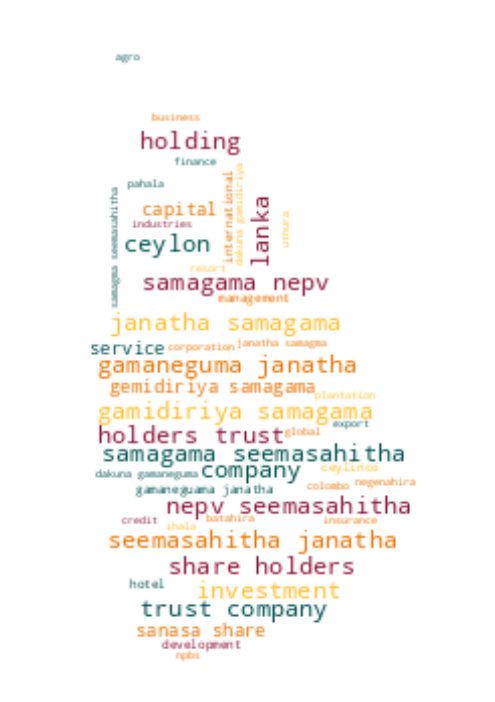 agro
business
holding
finance
pahala
samagma seemasahitha
international
dakuna gamidiriya
lanka
uthura
capital
industries
ceylon
resort
samagama nepv
management
janatha samagama
service
corporation
janatha samagma
gamaneguma janatha
gemidiriya samagama
plantation
gamidiriya samagama
export
holders trust
global
samagama seemasahitha
company
ceylinco
dakuna gamaneguma
colombo
negenahira
gamaneguama janatha
nepv seemasahitha
credit
batahira
insurance
ihala
seemasahitha janatha
share holders
hotel
investment
trust company
sanasa share
development
npbs